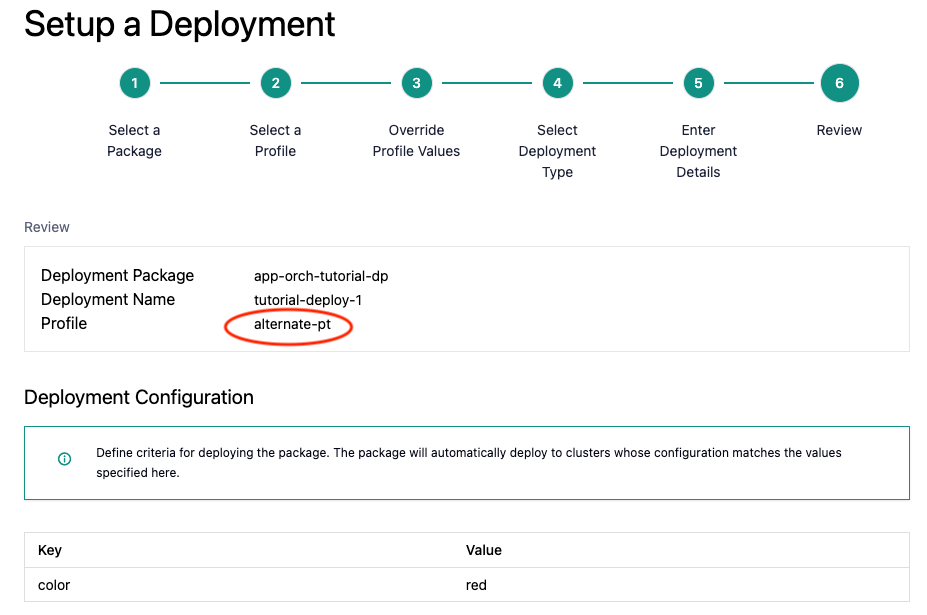 Setup a Deployment
1 2 3 4 5 6
Select a Package
Select a Profile
Override Profile Values
Select Deployment Type
Enter Deployment Details
Review
Review
Deployment Package app-orch-tutorial-dp
Deployment Name tutorial-deploy-1
Profile alternate-pt
Deployment Configuration
Define criteria for deploying the package. The package will automatically deploy to clusters whose configuration matches the values
specified here.
Key Value
color red